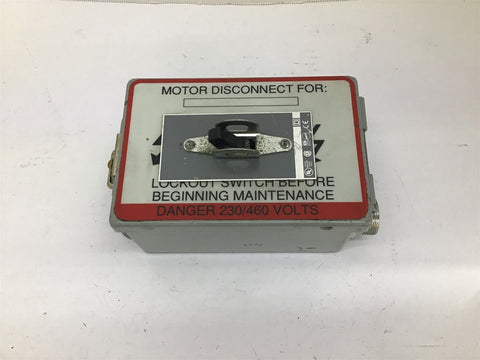 MOTOR DISCONNECT FOR:
LOCKOUT SWITCH BEFORE
BEGINNING MAINTENANCE
DANGER 230/460 VOLTS